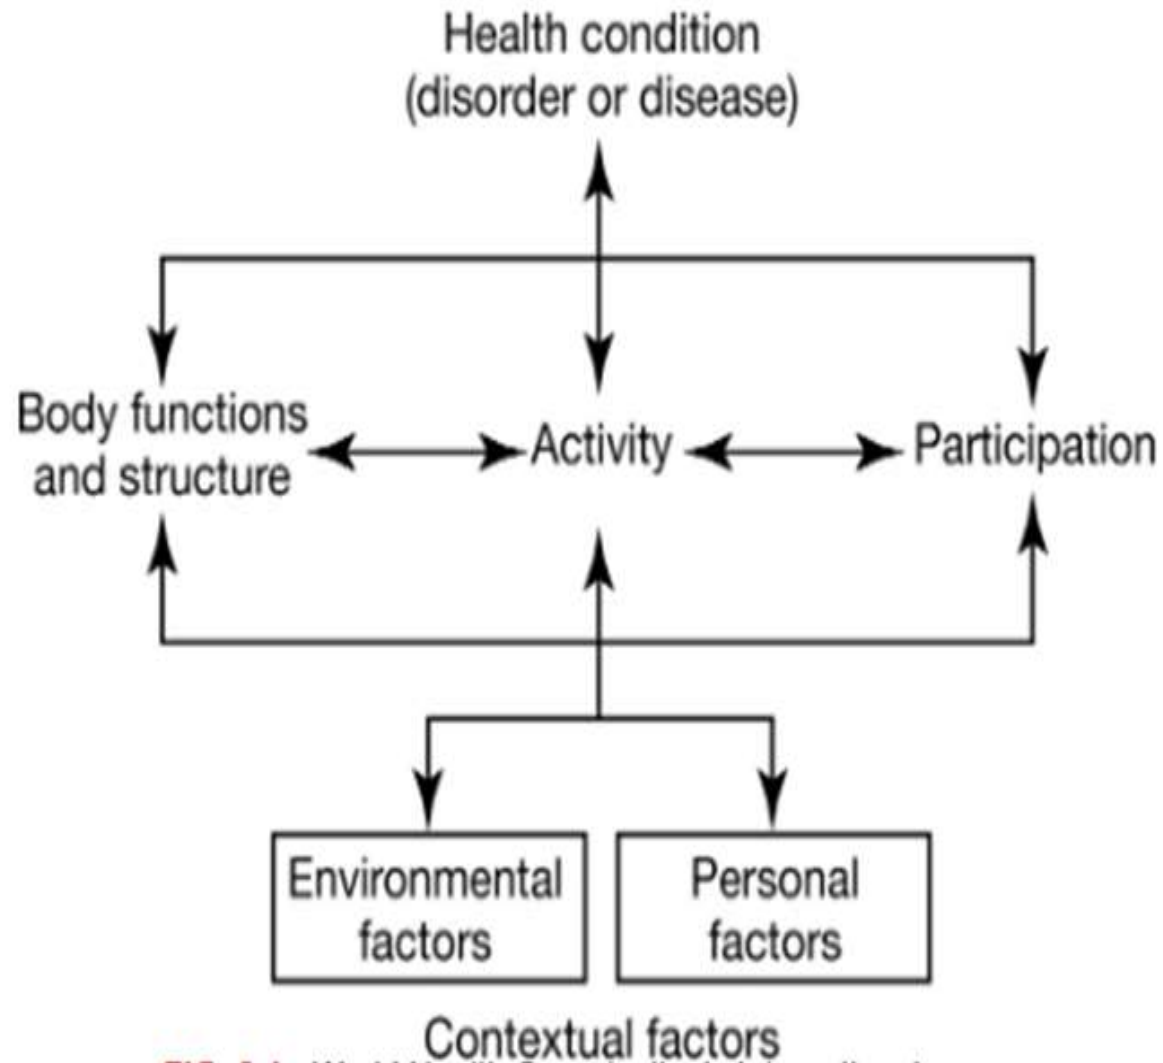 Health condition
(disorder or disease)
Body functions
and structure
Activity
Participation
Environmental
factors
Personal
factors
Contextual factors